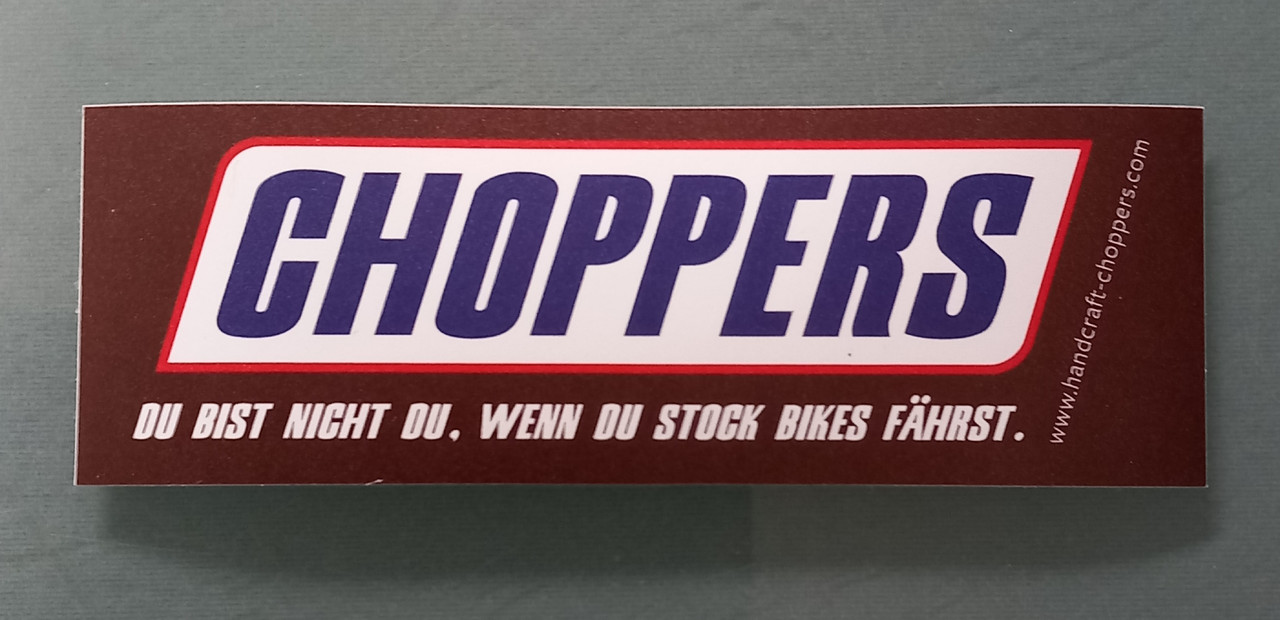 CHOPPERS
DU BIST NICHT DU, WENN DU STOCK BIKES FÄHRST.
www.handcraft-choppers.com